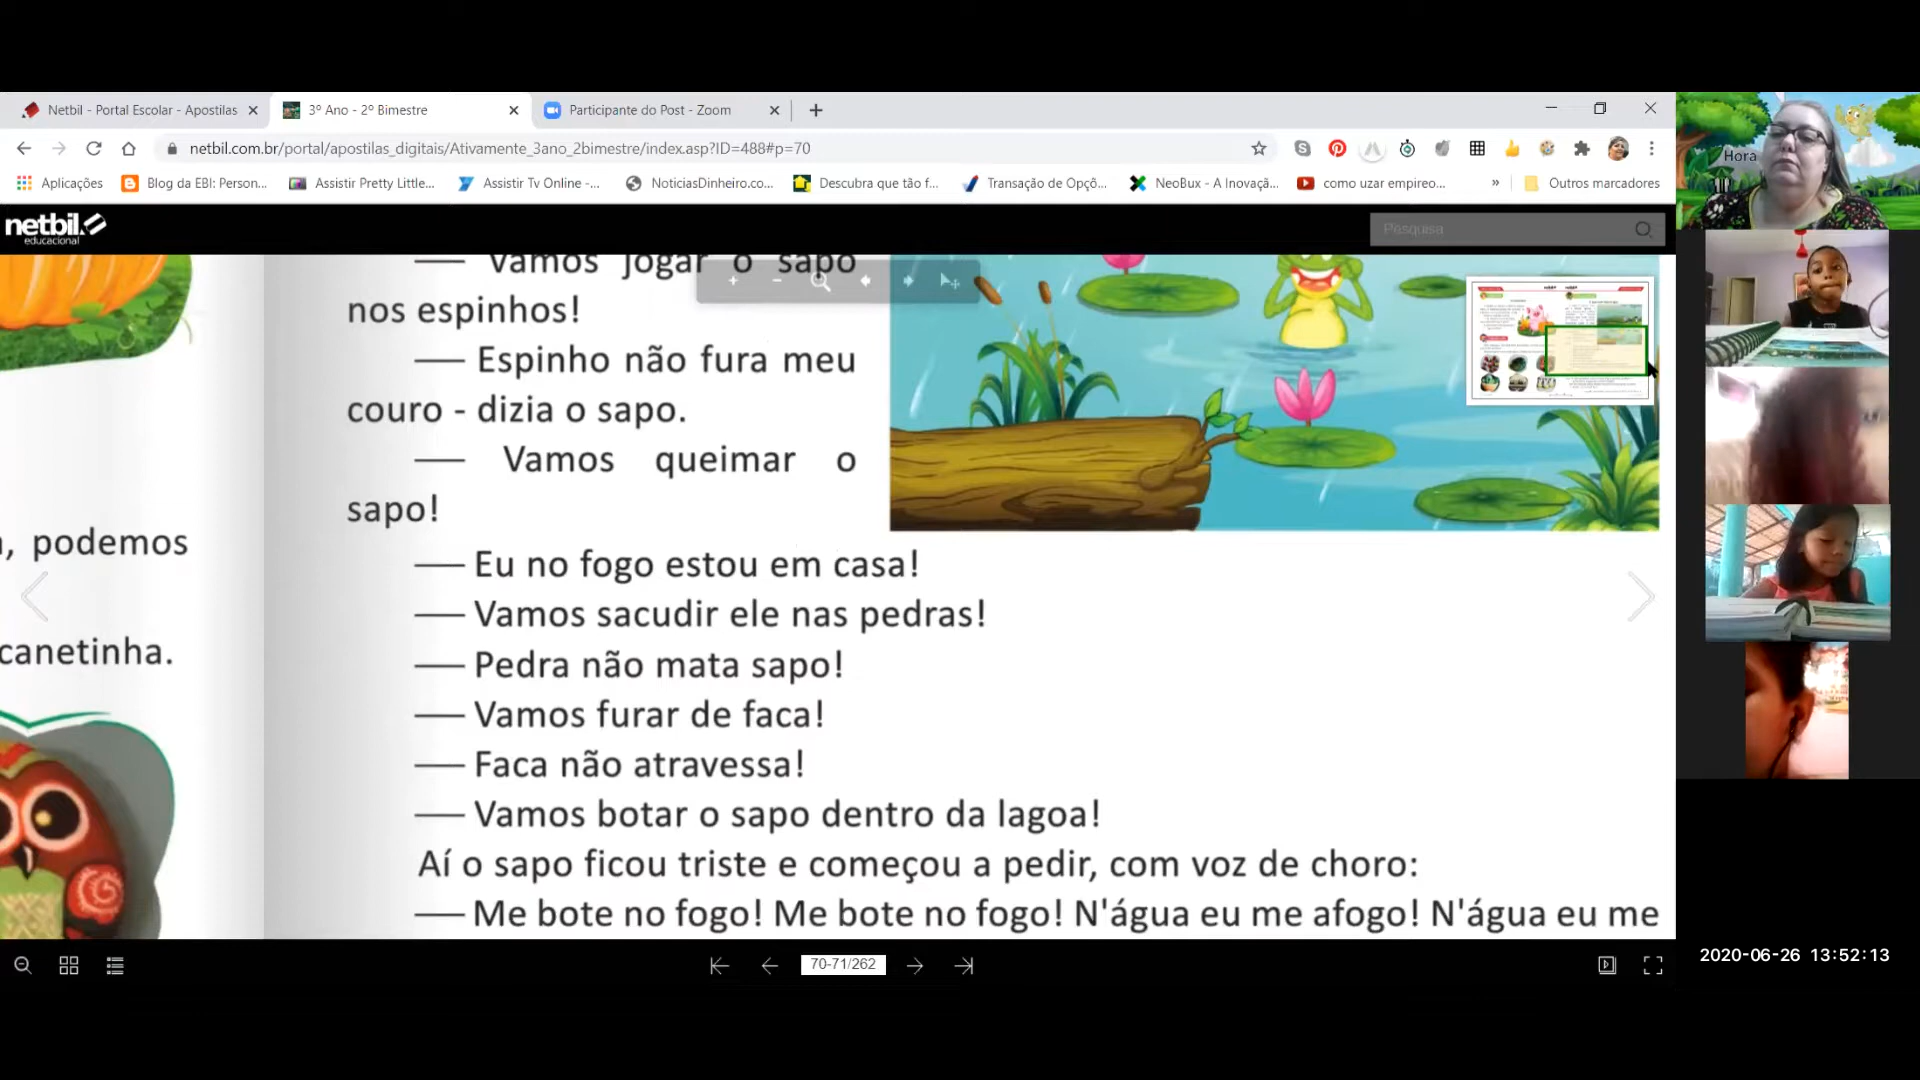 Netbil - Portal Escolar - Apostilas
3º Ano - 2º Bimestre
Participante do Post - Zoom
netbil.com.br/portal/apostilas_digitais/Ativamente_3ano_2bimestre/index.asp?ID=488#p=70
Aplicações
Blog da EBI: Person...
Assistir Pretty Little...
Assistir Tv Online -...
NoticiasDinheiro.co...
Descubra que tão f...
Transação de Opçõ...
NeoBux - A Inovaçã...
como uzar empireo...
»
Outros marcadores
netbil
educacional
Pesquisa
Hora
— Vamos jogar o sapo
nos espinhos!
— Espinho não fura meu
couro - dizia o sapo.
— Vamos queimar o
sapo!
, podemos
canetinha.
— Eu no fogo estou em casa!
— Vamos sacudir ele nas pedras!
— Pedra não mata sapo!
— Vamos furar de faca!
— Faca não atravessa!
— Vamos botar o sapo dentro da lagoa!
Aí o sapo ficou triste e começou a pedir, com voz de choro:
— Me bote no fogo! Me bote no fogo! N'água eu me afogo! N'água eu me
70-71/262
2020-06-26 13:52:13